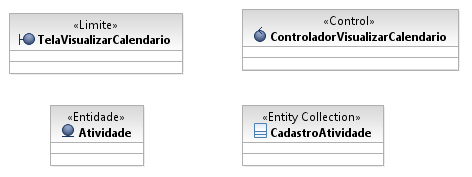 «Limite»
TelaVisualizarCalendario
«Control»
ControladorVisualizarCalendario
«Entidade»
Atividade
«Entity Collection»
CadastroAtividade